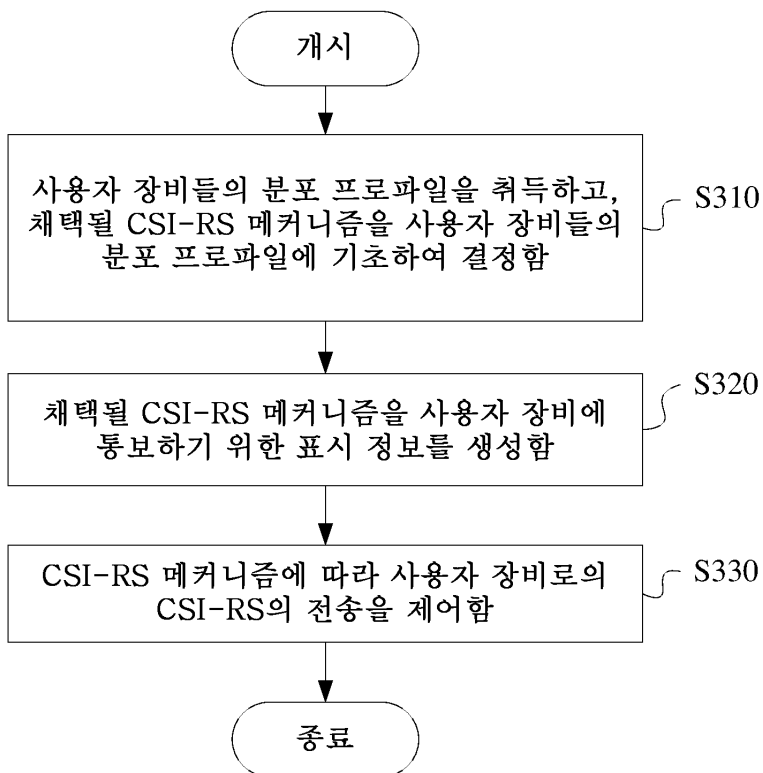 개시
사용자 장비들의 분포 프로파일을 취득하고,
채택될 CSI-RS 메커니즘을 사용자 장비들의
분포 프로파일에 기초하여 결정함
S310
채택될 CSI-RS 메커니즘을 사용자 장비에
통보하기 위한 표시 정보를 생성함
S320
CSI-RS 메커니즘에 따라 사용자 장비로의
CSI-RS의 전송을 제어함
S330
종료